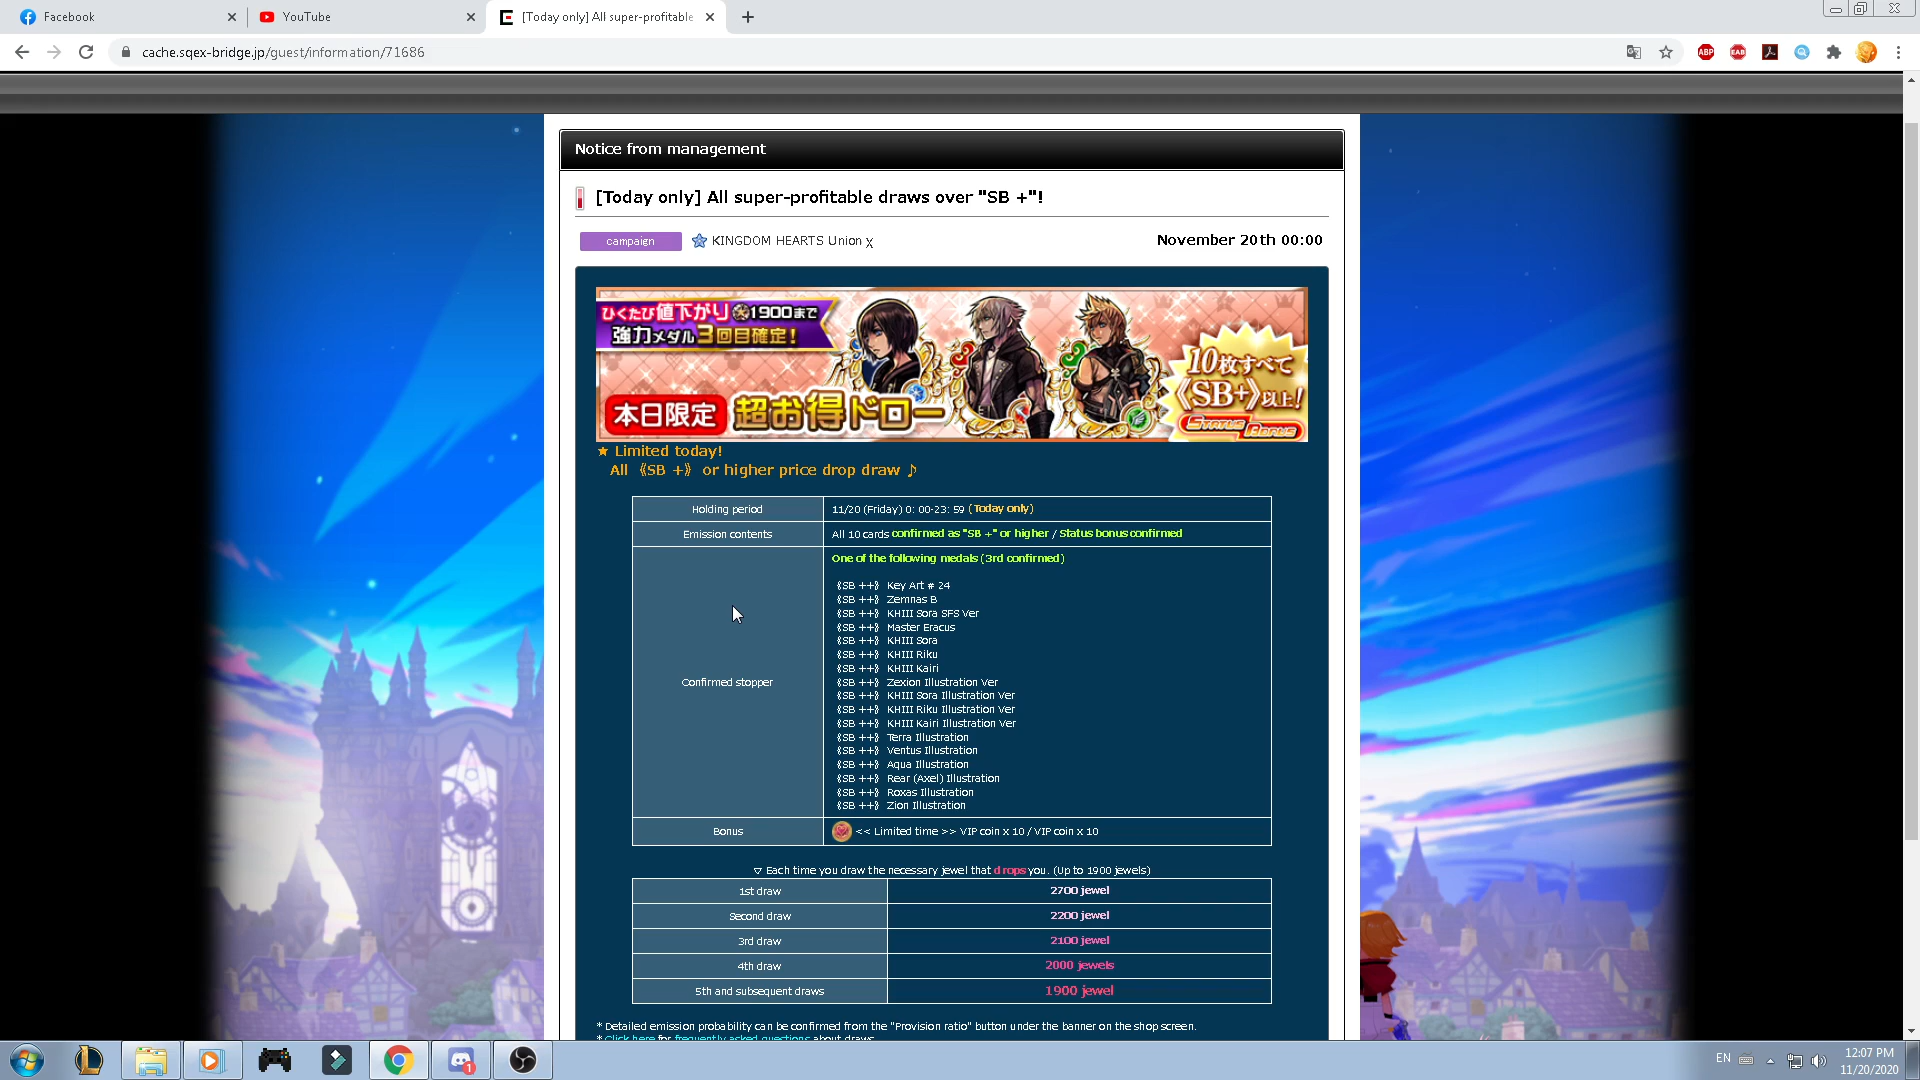 Facebook
YouTube
[Today only] All super-profitable
cache.sqex-bridge.jp/guest/information/71686
ABP
EAB
Notice from management
[Today only] All super-profitable draws over "SB +"!
campaign
KINGDOM HEARTS Union χ
November 20th 00:00
ひくたび値下がり 1900まで
強力メダル3回目確定!
本日限定 超お得ドロー
10枚すべて
《SB+》以上!
STATUS BONUS
★ Limited today!
All 《SB +》 or higher price drop draw ♪
Holding period
11/20 (Friday) 0: 00-23: 59 (Today only)
Emission contents
All 10 cards confirmed as "SB +" or higher / Status bonus confirmed
Confirmed stopper
One of the following medals (3rd confirmed)
《SB ++》 Key Art # 24
《SB ++》 Zemnas B
《SB ++》 KHIII Sora SFS Ver
《SB ++》 Master Eracus
《SB ++》 KHIII Sora
《SB ++》 KHIII Riku
《SB ++》 KHIII Kairi
《SB ++》 Zexion Illustration Ver
《SB ++》 KHIII Sora Illustration Ver
《SB ++》 KHIII Riku Illustration Ver
《SB ++》 KHIII Kairi Illustration Ver
《SB ++》 Terra Illustration
《SB ++》 Ventus Illustration
《SB ++》 Aqua Illustration
《SB ++》 Rear (Axel) Illustration
《SB ++》 Roxas Illustration
《SB ++》 Zion Illustration
Bonus
<< Limited time >> VIP coin x 10 / VIP coin x 10
▽ Each time you draw the necessary jewel that drops you. (Up to 1900 jewels)
1st draw
2700 jewel
Second draw
2200 jewel
3rd draw
2100 jewel
4th draw
2000 jewels
5th and subsequent draws
1900 jewel
* Detailed emission probability can be confirmed from the "Provision ratio" button under the banner on the shop screen.
* Click here for frequently asked questions about draws
1
EN
12:07 PM
11/20/2020